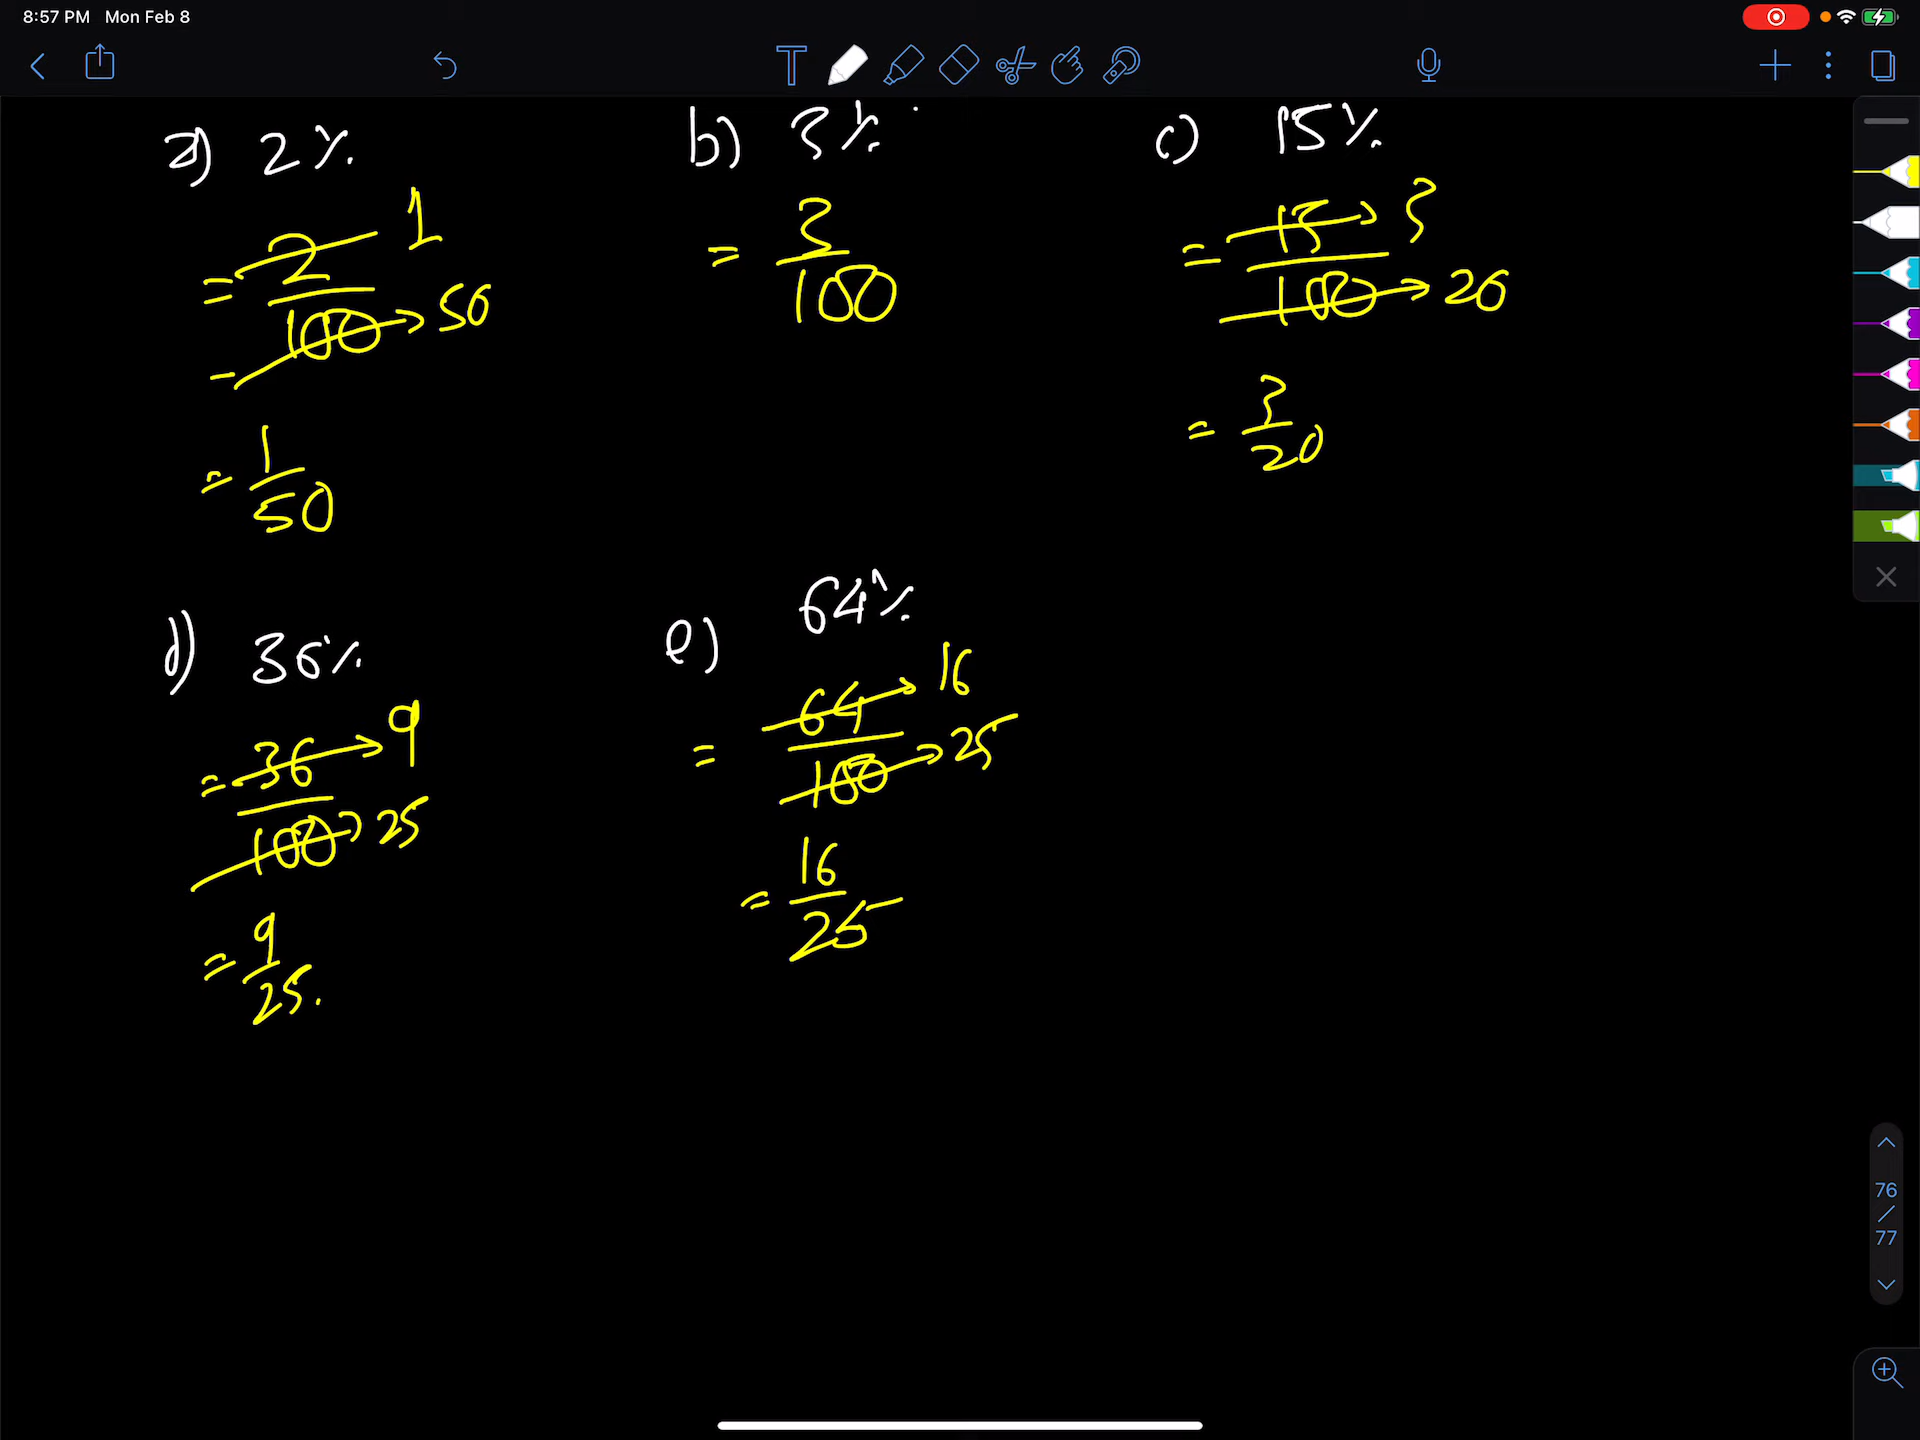 8:57 PM Mon Feb 8
a) 2%
= 2/100 1 50
= 1/50
b) 3%
= 3/100
c) 15%
= 15/100 → 3 → 20
= 3/20
d) 36%
= 36/100 → 9 → 25
= 9/25.
e) 64%
= 64/100 → 16 → 25
= 16/25
76
/
77